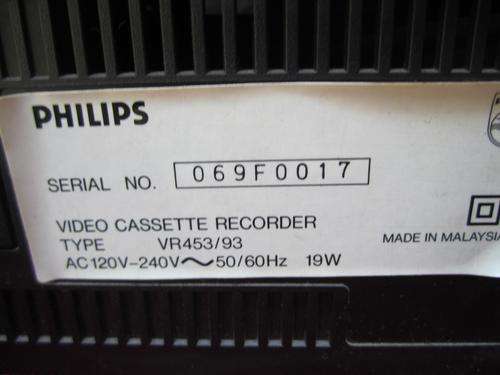 PHILIPS
SERIAL NO. 069F0017
VIDEO CASSETTE RECORDER
TYPE VR453/93
MADE IN MALAYSIA
AC120V-240V~50/60Hz 19W